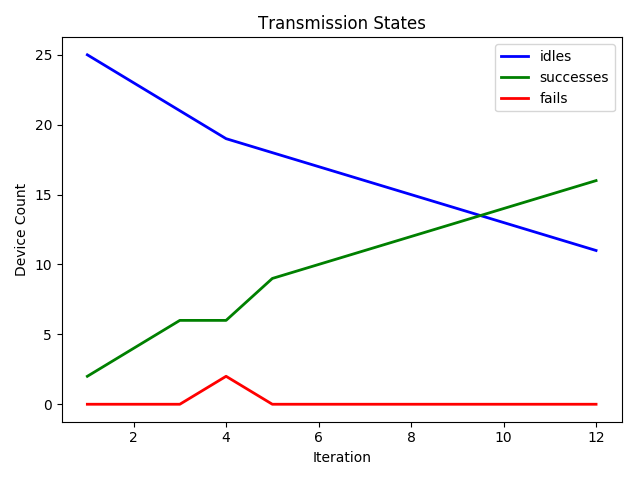 Transmission States
idles
successes
fails
Device Count
25
20
15
10
5
0
2 4 6 8 10 12
Iteration